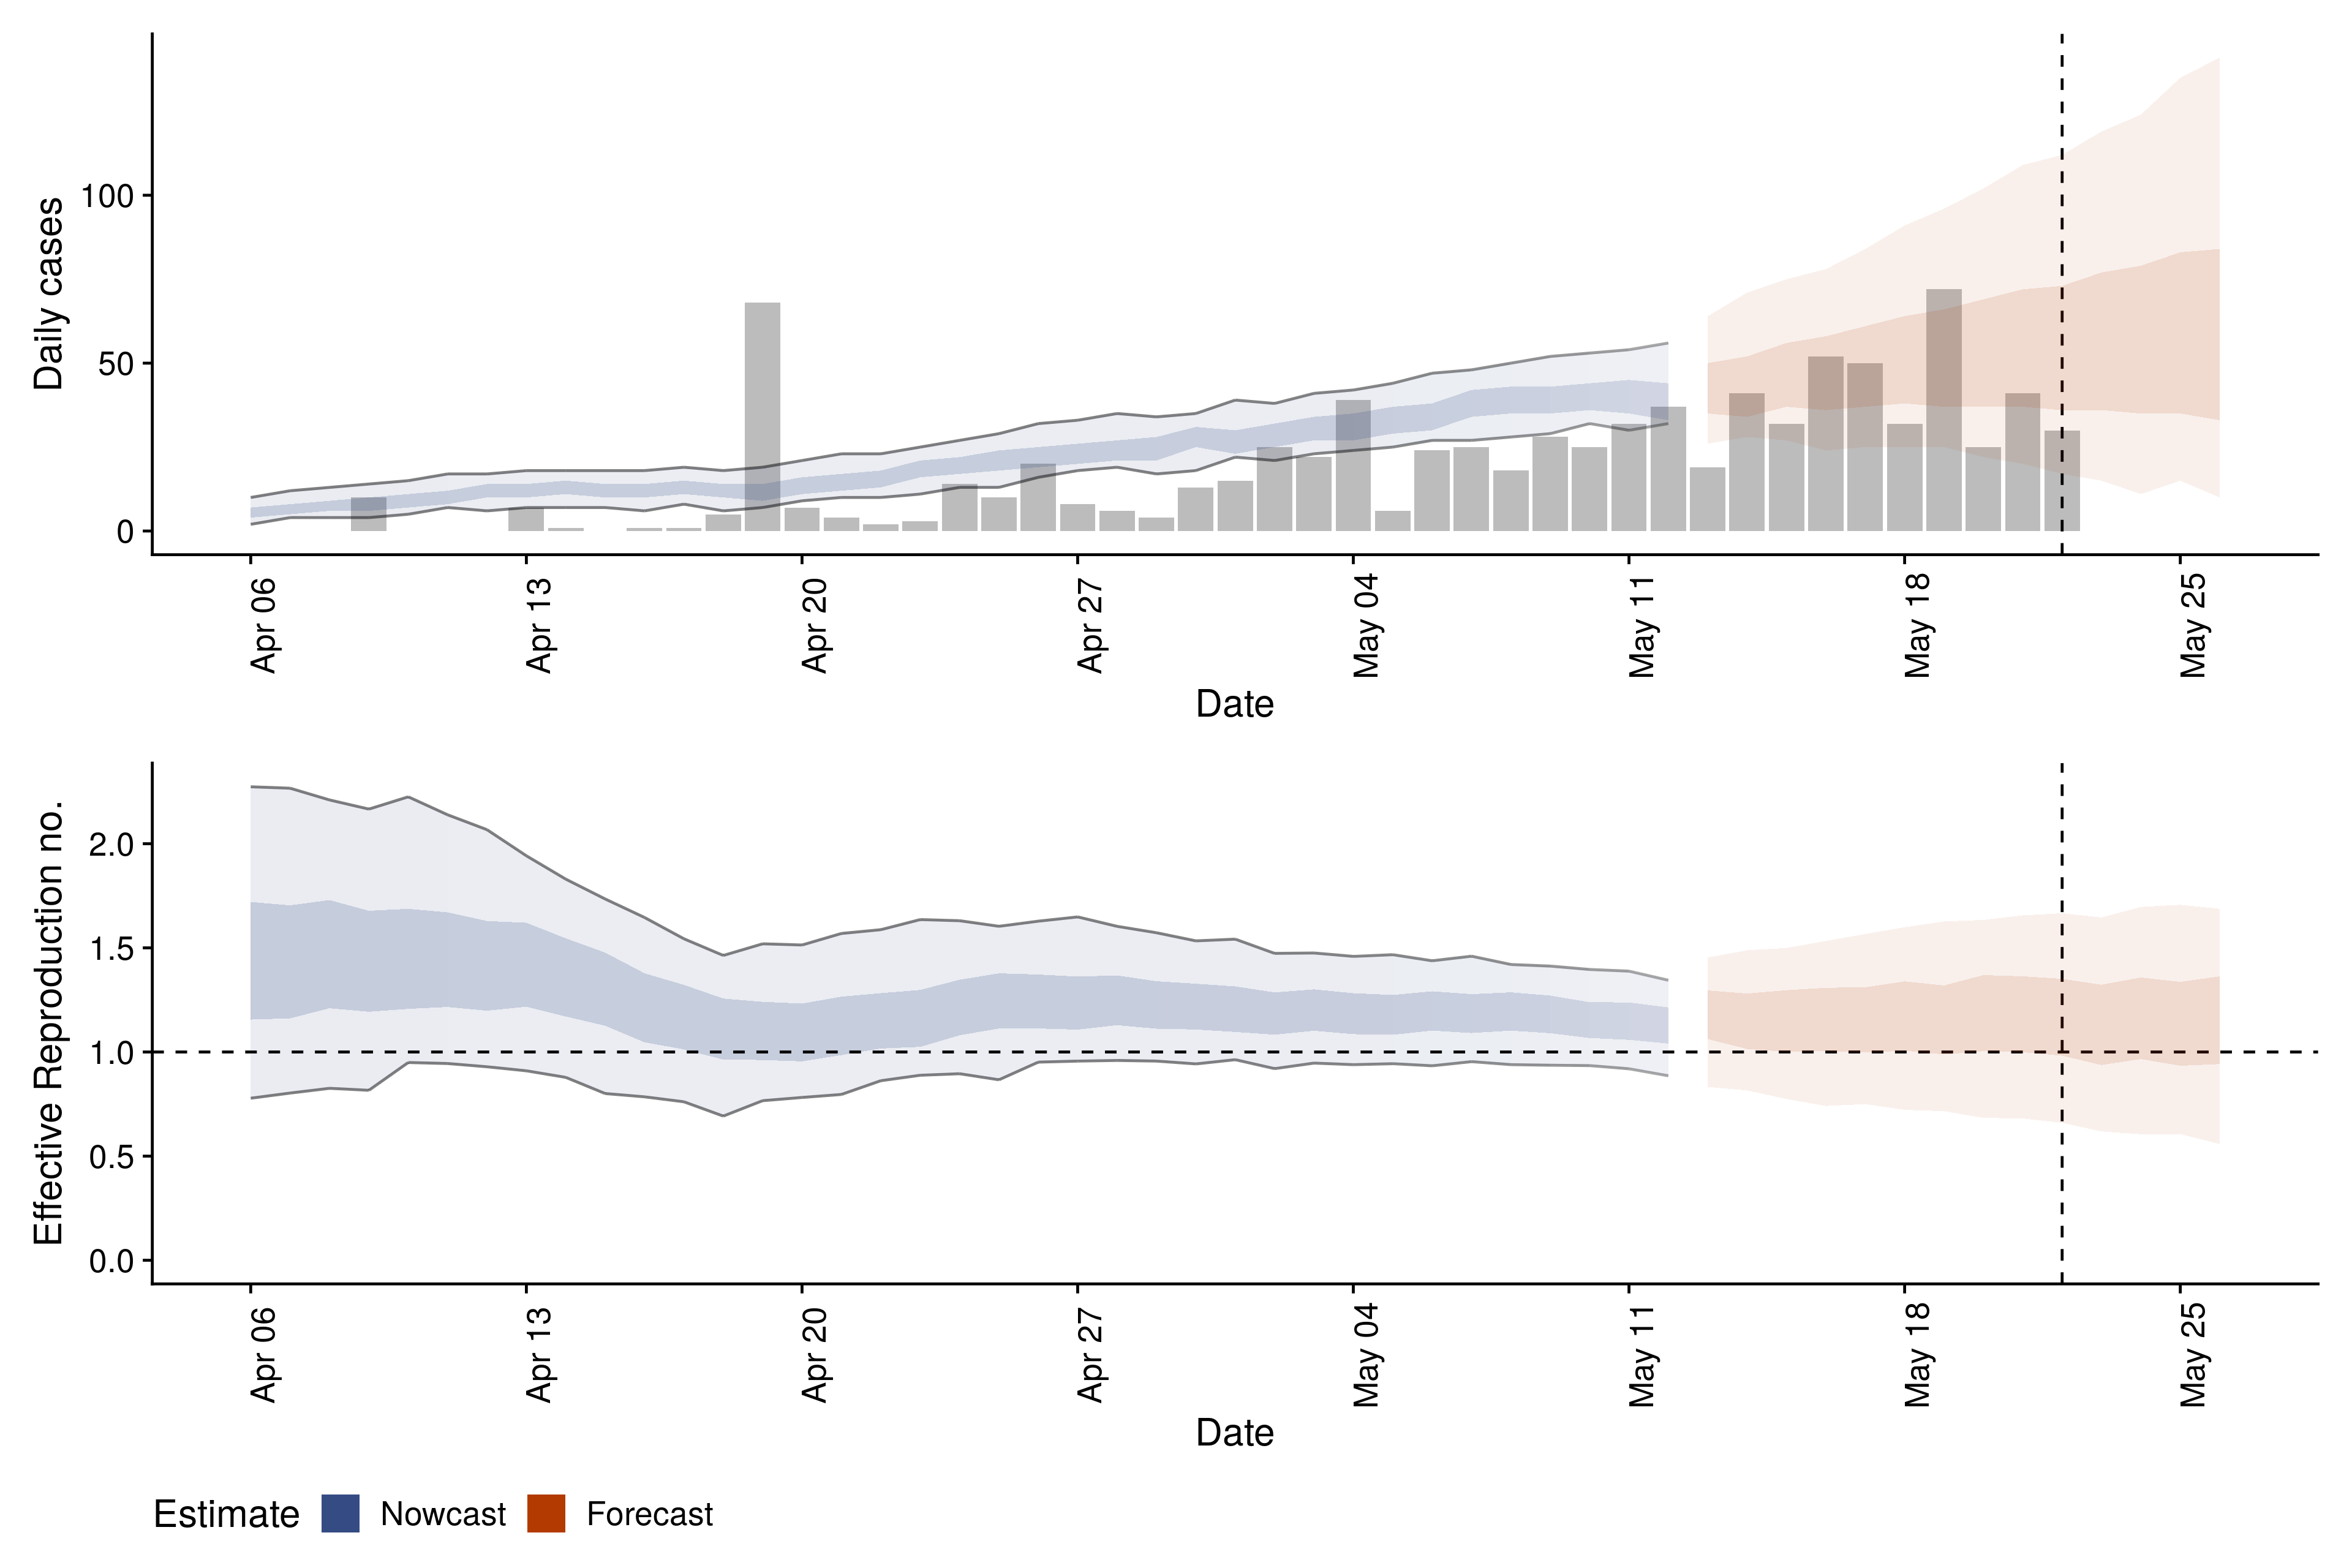 Daily cases
100
50
0
Apr 06
Apr 13
Apr 20
Apr 27
May 04
May 11
May 18
May 25
Date
Effective Reproduction no.
2.0
1.5
1.0
0.5
0.0
Apr 06
Apr 13
Apr 20
Apr 27
May 04
May 11
May 18
May 25
Date
Estimate Nowcast Forecast